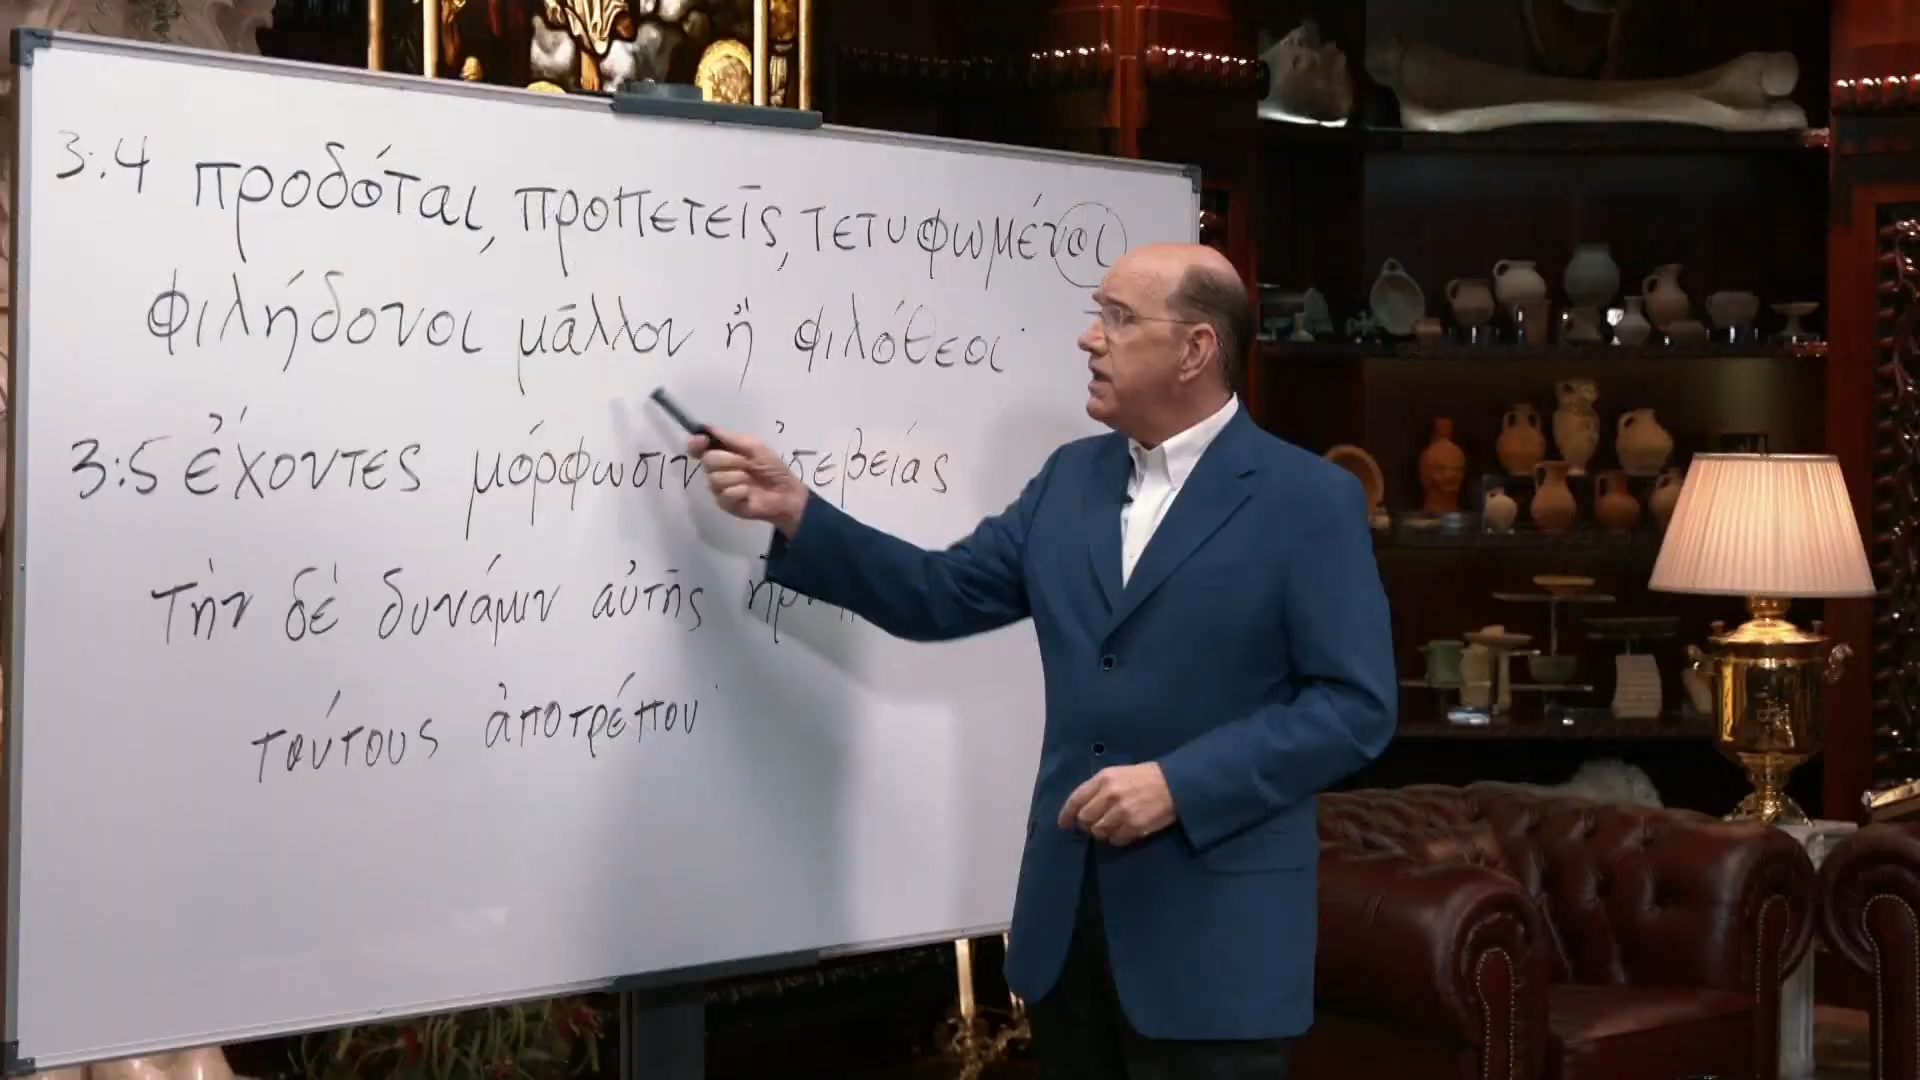 3:4 προδόται, προπετεῖς, τετυφωμένοι
φιλήδονοι μᾶλλον ἢ φιλόθεοι·
3:5 ἔχοντες μόρφωσιν
τὴν δὲ δύναμιν αὐτῆς
τούτους ἀποτρέπου·